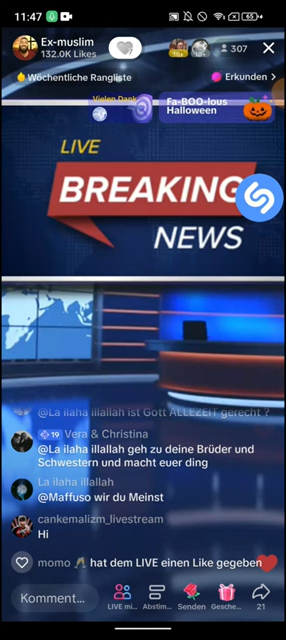 11:47
65
Ex-muslim
132.0K Likes
307
Wöchentliche Rangliste
Erkunden >
Vielen Dank
Fa-BOO-lous
Halloween
LIVE
BREAKING
NEWS
@La ilaha illallah ist Gott ALLEZEIT gerecht ?
19 Vera & Christina
@La ilaha illallah geh zu deine Brüder und
Schwestern und macht euer ding
La ilaha illallah
@Maffuso wir du Meinst
cankemalizm_livestream
Hi
momo hat dem LIVE einen Like gegeben
Komment...
LIVE mi...
Abstim...
Senden
Gesche...
21